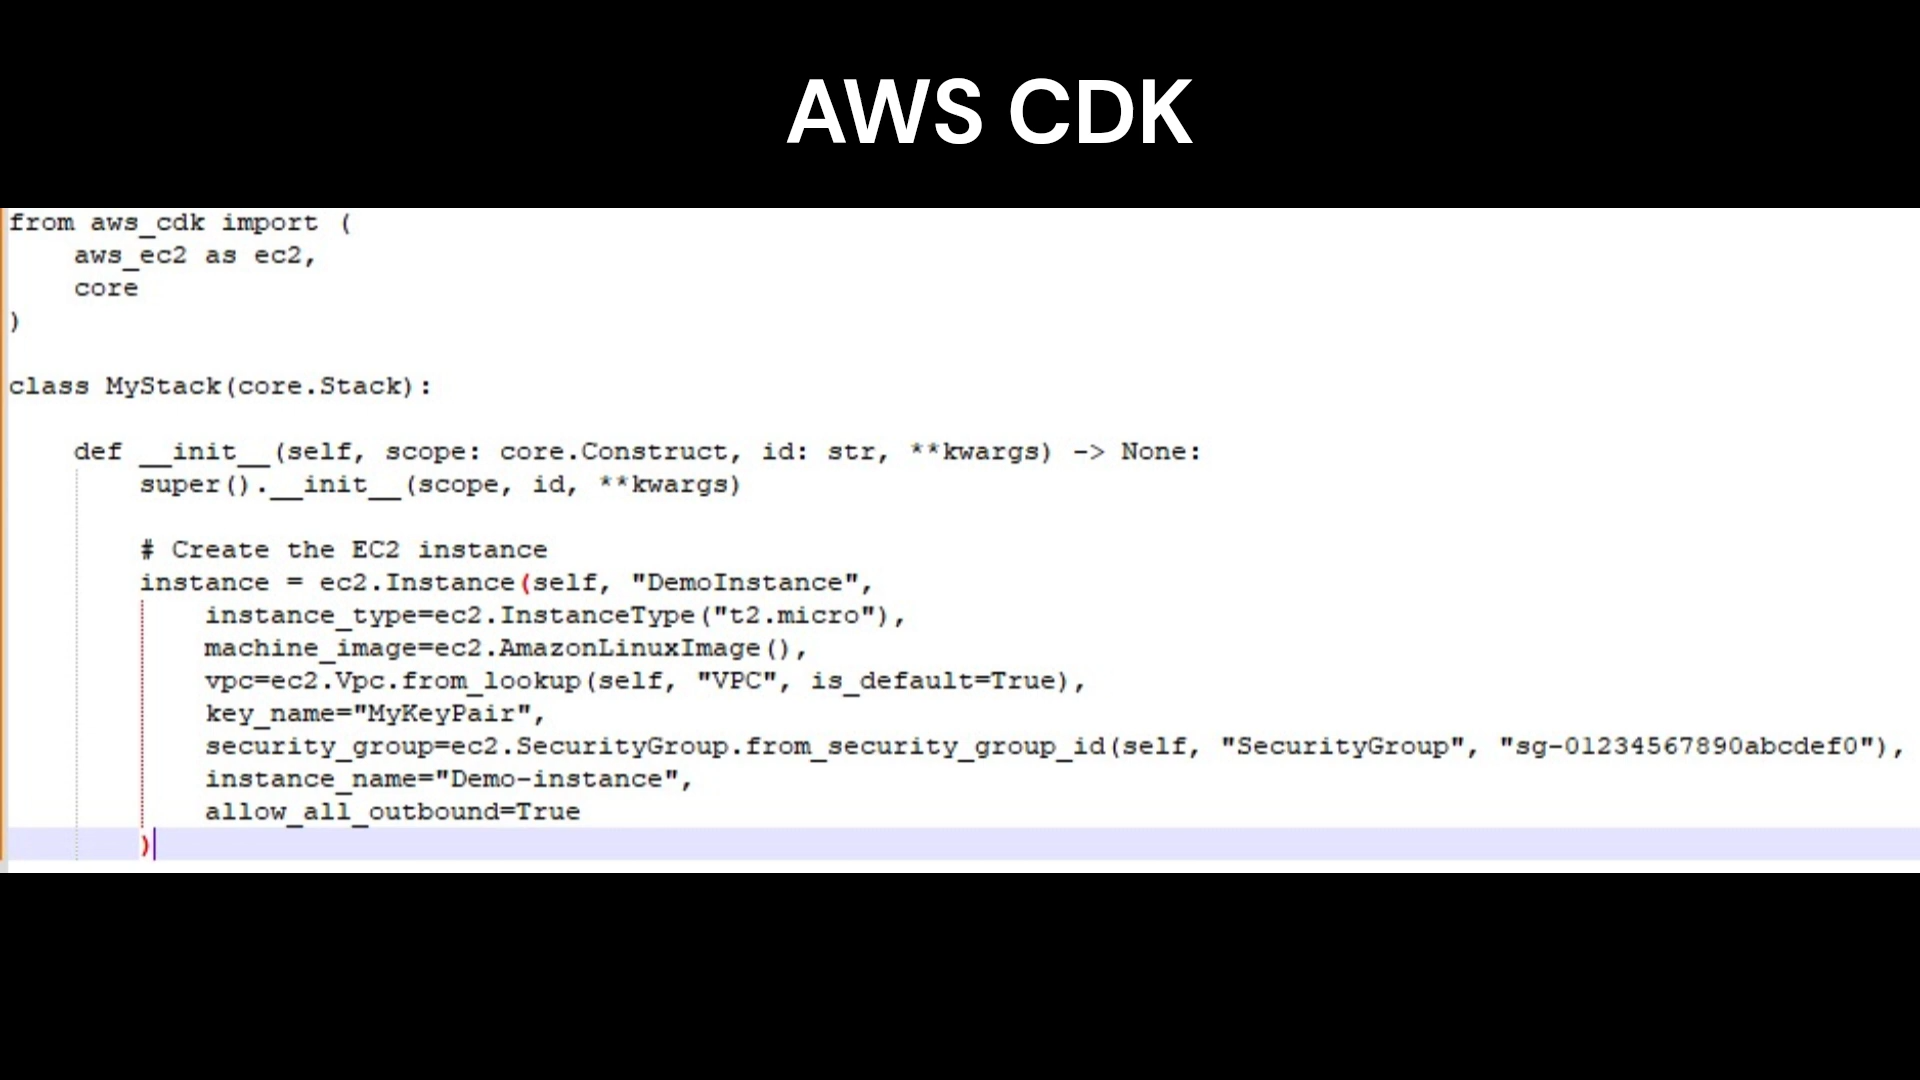 AWS CDK
from aws_cdk import (
    aws_ec2 as ec2,
    core
)
class MyStack(core.Stack):
    def __init__(self, scope: core.Construct, id: str, **kwargs) -> None:
        super().__init__(scope, id, **kwargs)
        # Create the EC2 instance
        instance = ec2.Instance(self, "DemoInstance",
            instance_type=ec2.InstanceType("t2.micro"),
            machine_image=ec2.AmazonLinuxImage(),
            vpc=ec2.Vpc.from_lookup(self, "VPC", is_default=True),
            key_name="MyKeyPair",
            security_group=ec2.SecurityGroup.from_security_group_id(self, "SecurityGroup", "sg-01234567890abcdef0"),
            instance_name="Demo-instance",
            allow_all_outbound=True
        )